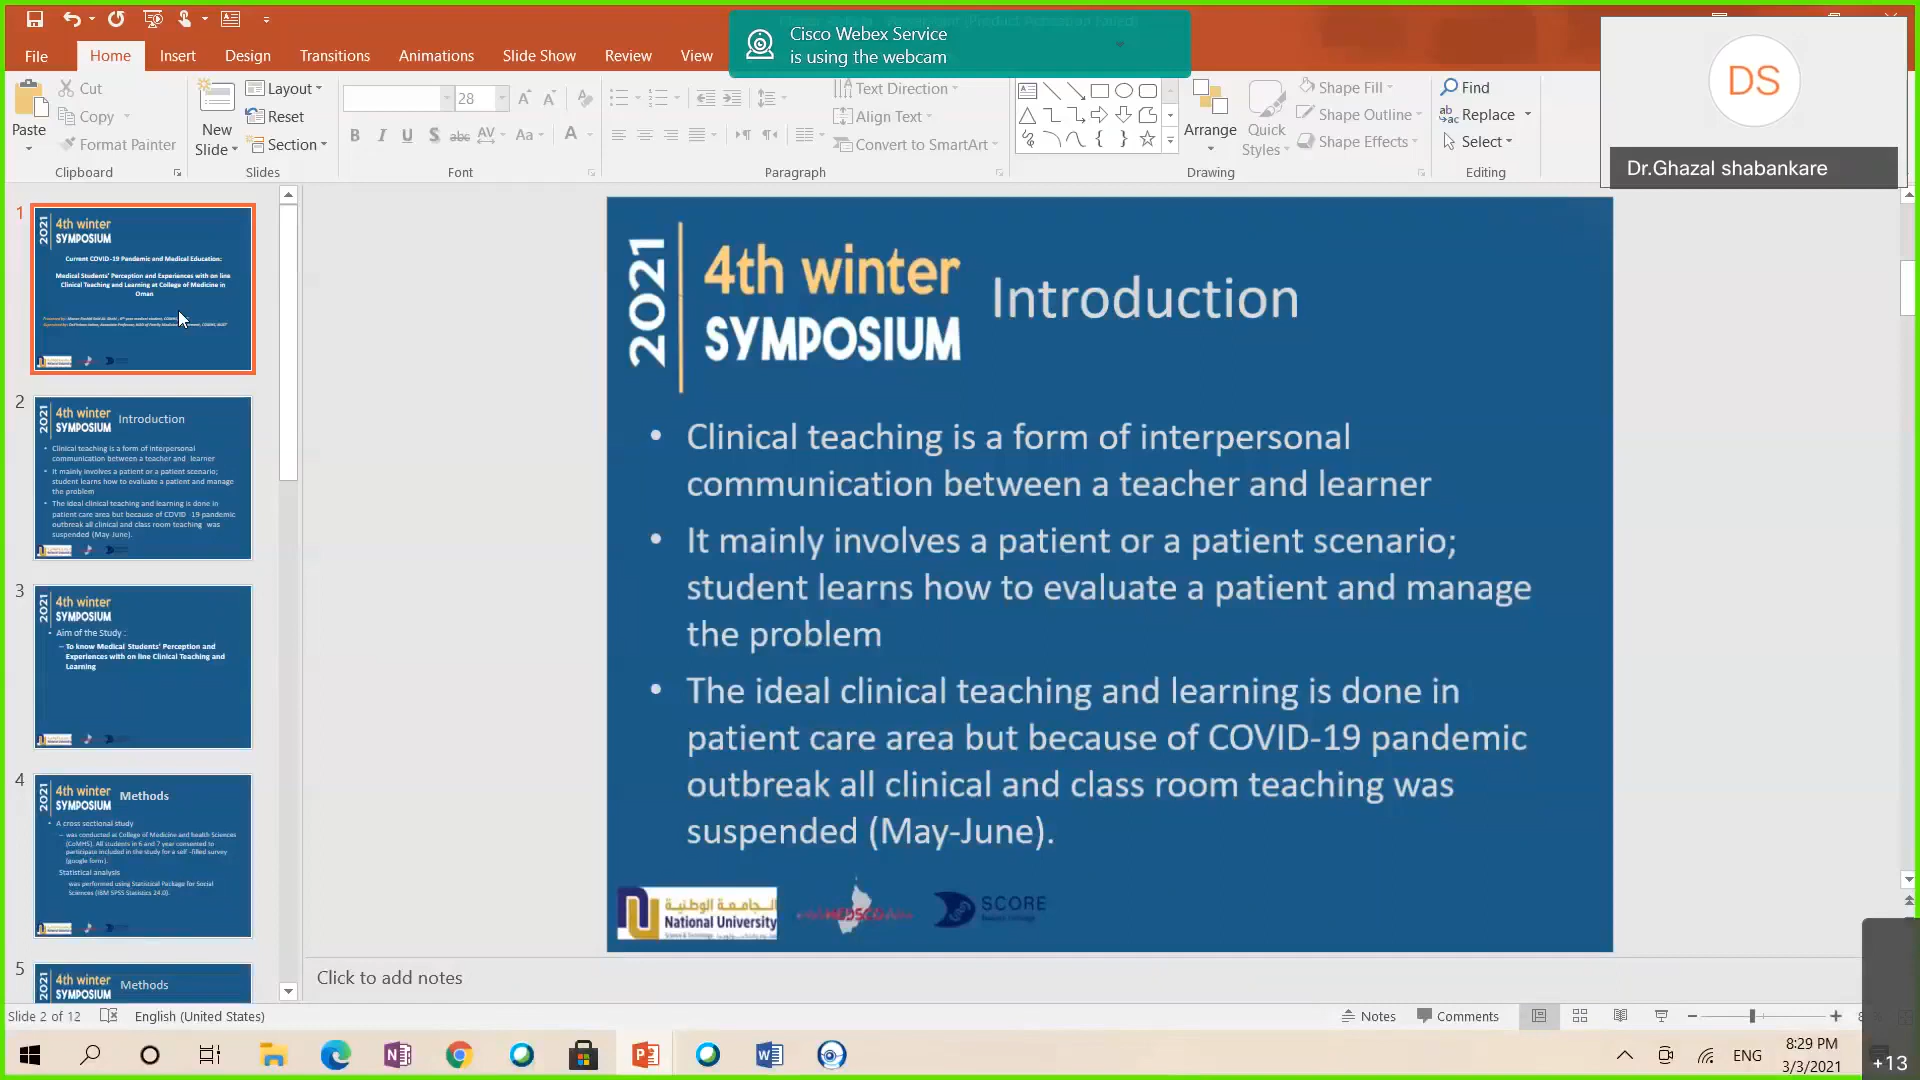 Cisco Webex Service
is using the webcam
File
Home
Insert
Design
Transitions
Animations
Slide Show
Review
View
DS
Dr.Ghazal shabankare
Paste
Cut
Copy
Format Painter
Clipboard
New
Slide
Layout
Reset
Section
Slides
28
B I U S abc AV Aa A
Font
Text Direction
Align Text
Convert to SmartArt
Paragraph
Arrange
Quick
Styles
Shape Fill
Shape Outline
Shape Effects
Drawing
Find
Replace
Select
Editing
1
2021
4th winter
SYMPOSIUM
Current COVID-19 Pandemic and Medical Education:
Medical Students' Perception and Experiences with on line
Clinical Teaching and Learning at College of Medicine in
Oman
2
2021
4th winter
SYMPOSIUM
Introduction
• Clinical teaching is a form of interpersonal
communication between a teacher and learner
• It mainly involves a patient or a patient scenario;
student learns how to evaluate a patient and manage
the problem
• The ideal clinical teaching and learning is done in
patient care area but because of COVID 19 pandemic
outbreak all clinical and class room teaching was
suspended (May-June).
3
2021
4th winter
SYMPOSIUM
• Aim of the Study :
– To know Medical Students' Perception and
Experiences with on line Clinical Teaching and
Learning
4
2021
4th winter
SYMPOSIUM
Methods
• A cross sectional study
– was conducted at College of Medicine and health Sciences
(CoMHS). All students in 6 and 7 year consented to
participate included in the study for a self -filled survey
(google form).
Statistical analysis
was performed using Statistical Package for Social
Sciences (IBM SPSS Statistics 24.0).
5
2021
4th winter
SYMPOSIUM
Methods
2021
4th winter
SYMPOSIUM
Introduction
• Clinical teaching is a form of interpersonal
communication between a teacher and learner
• It mainly involves a patient or a patient scenario;
student learns how to evaluate a patient and manage
the problem
• The ideal clinical teaching and learning is done in
patient care area but because of COVID-19 pandemic
outbreak all clinical and class room teaching was
suspended (May-June).
الجامعة الوطنية
National University
MEDSCO
SCORE
Click to add notes
Slide 2 of 12
English (United States)
Notes
Comments
ENG
8:29 PM
3/3/2021
+13